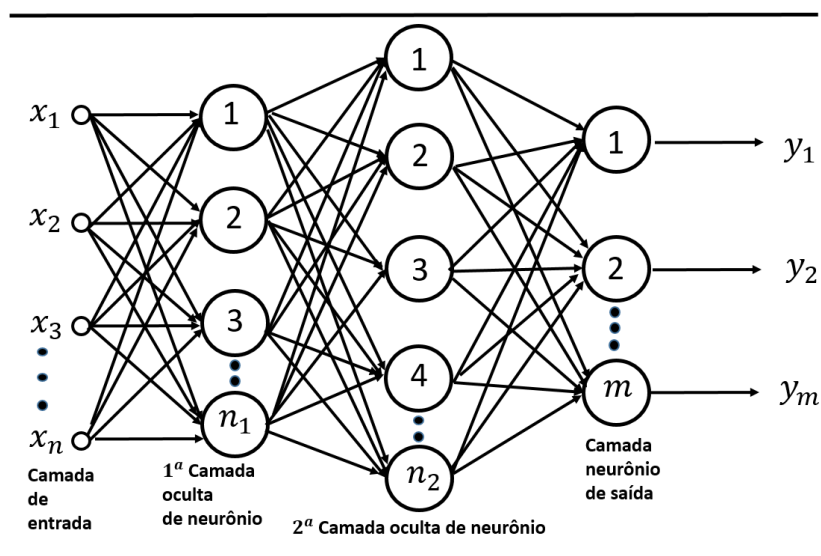 x₁
x₂
x₃
xₙ
Camada
de
entrada
1
2
3
n₁
1ª Camada
oculta
de neurônio
1
2
3
4
n₂
2ª Camada oculta de neurônio
1
2
m
Camada
neurônio
de saída
y₁
y₂
yₘ